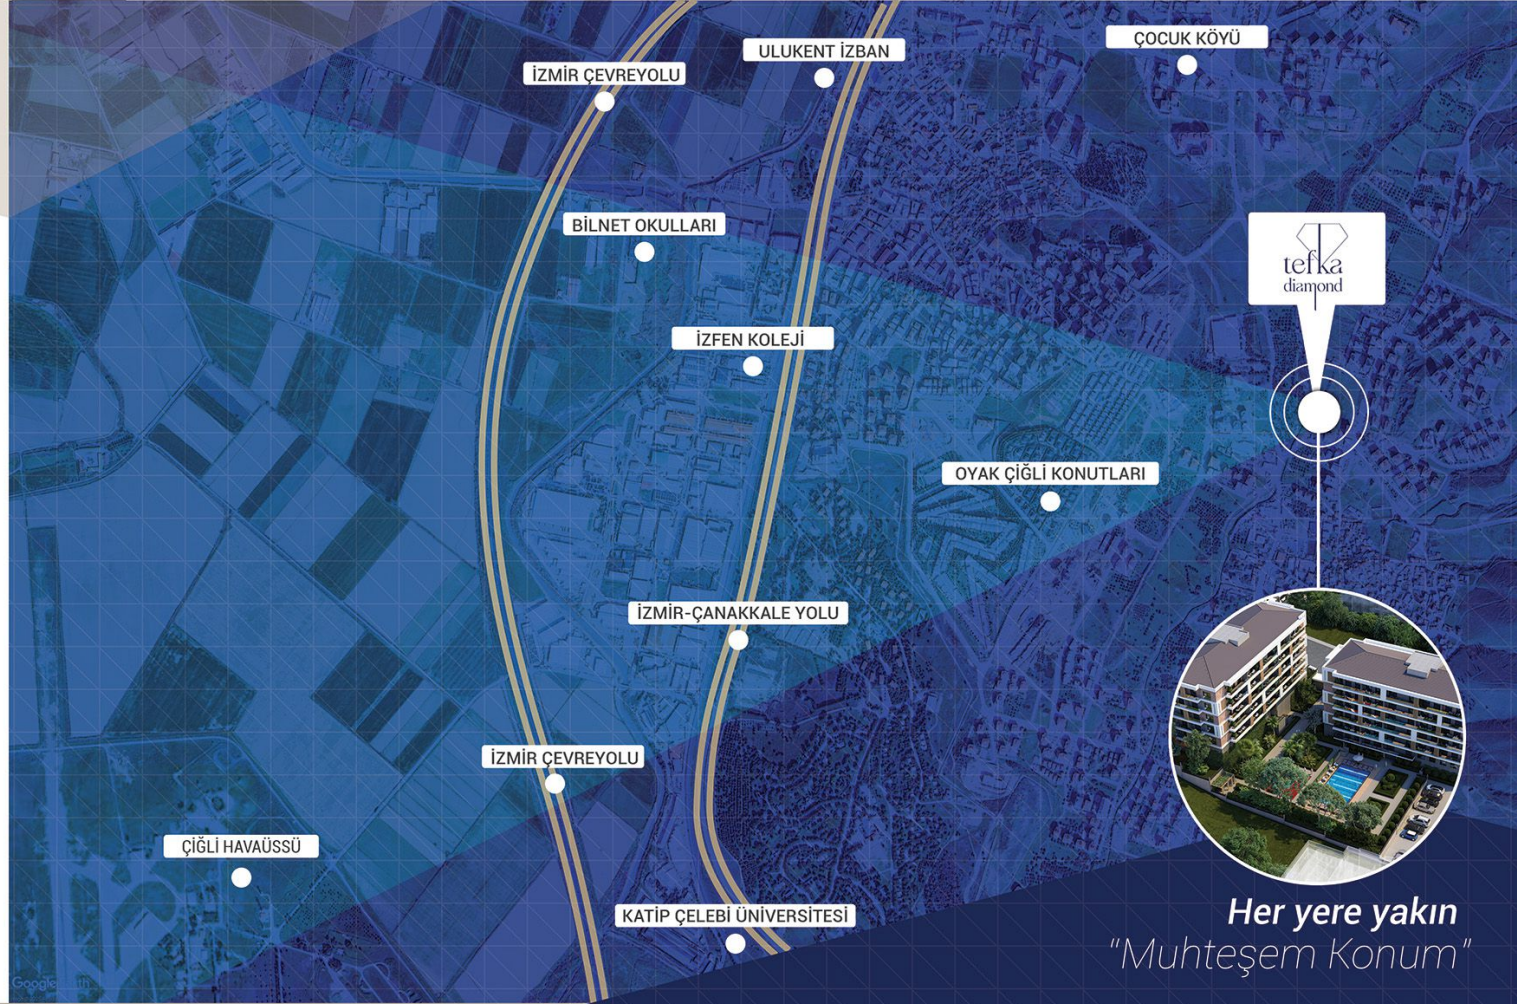 ÇOCUK KÖYÜ
ULUKENT İZBAN
İZMİR ÇEVREYOLU
BİLNET OKULLARI
tefka
diamond
İZFEN KOLEJİ
OYAK ÇİĞLİ KONUTLARI
İZMİR-ÇANAKKALE YOLU
İZMİR ÇEVREYOLU
ÇİĞLİ HAVAÜSSÜ
KATİP ÇELEBİ ÜNİVERSİTESİ
Her yere yakın
"Muhteşem Konum"
Google